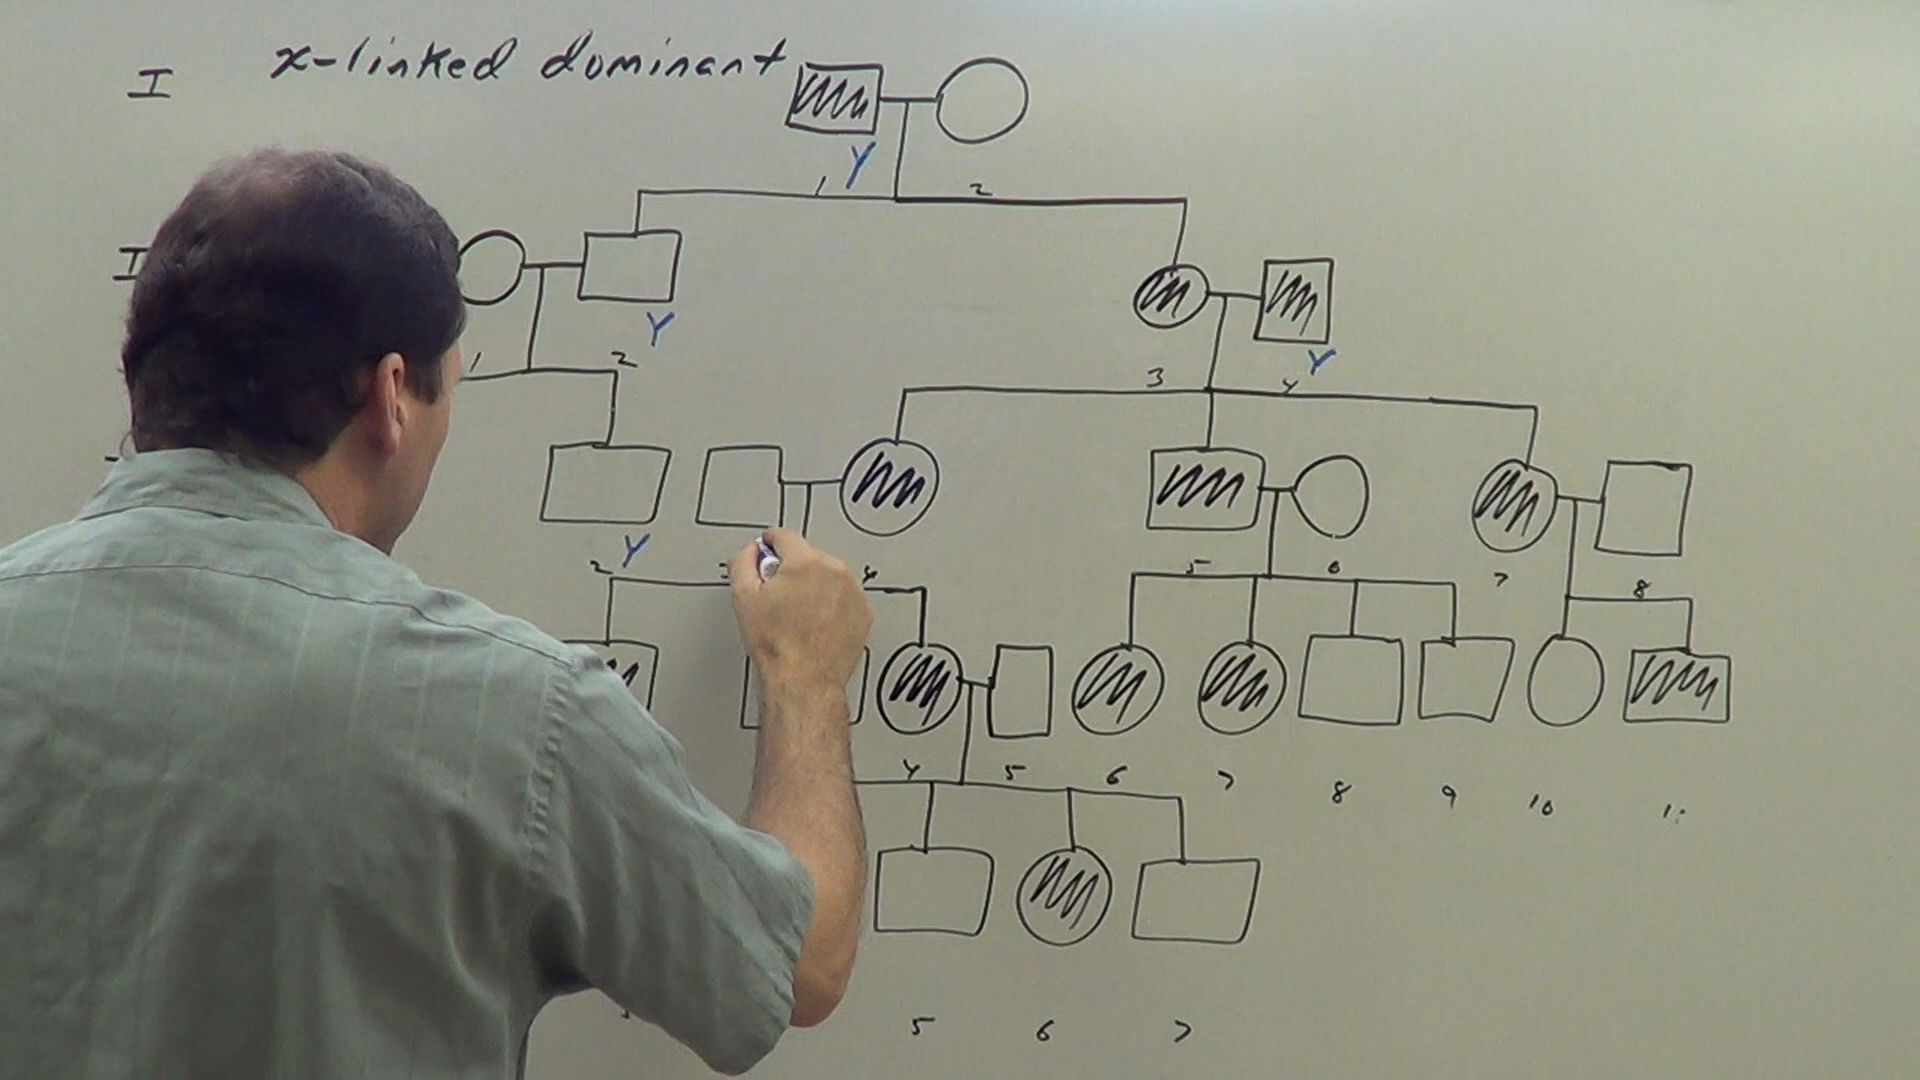 I x-linked dominant
Y
1 2
Y Y
1 2 3 4
Y
2 4 5 6 7 8
4 5 6 7 8 9 10 11
5 6 7